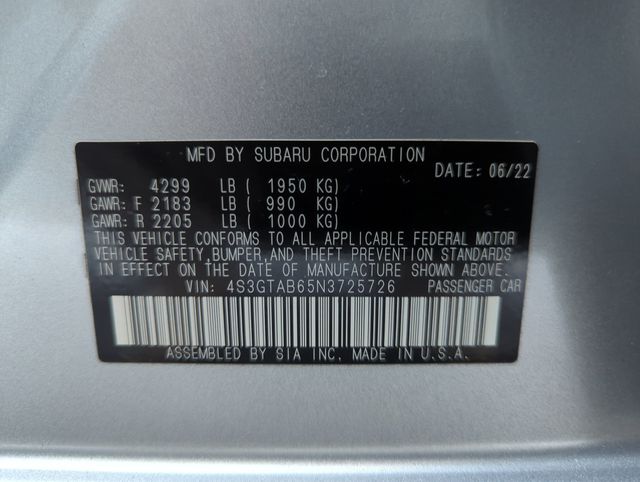 MFD BY SUBARU CORPORATION
DATE: 06/22
GVWR: 4299 LB ( 1950 KG)
GAWR: F 2183 LB ( 990 KG)
GAWR: R 2205 LB ( 1000 KG)
THIS VEHICLE CONFORMS TO ALL APPLICABLE FEDERAL MOTOR
VEHICLE SAFETY,BUMPER,AND THEFT PREVENTION STANDARDS
IN EFFECT ON THE DATE OF MANUFACTURE SHOWN ABOVE.
VIN: 4S3GTAB65N3725726 PASSENGER CAR
ASSEMBLED BY SIA INC. MADE IN U.S.A.